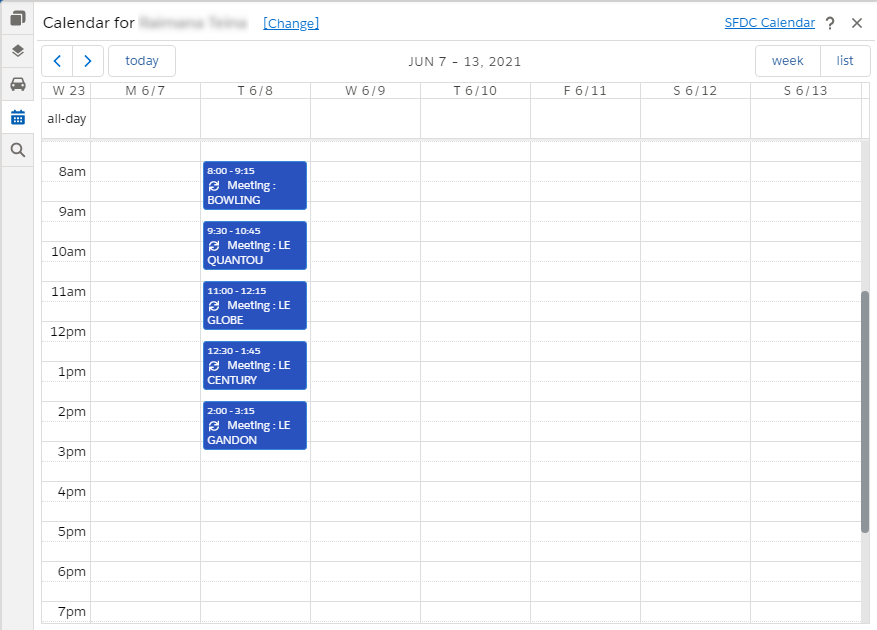 Calendar for [Change] SFDC Calendar ?
today JUN 7 – 13, 2021 week list
W 23 M 6/7 T 6/8 W 6/9 T 6/10 F 6/11 S 6/12 S 6/13
all-day
8am
8:00 - 9:15
Meeting :
BOWLING
9am
9:30 - 10:45
Meeting : LE
QUANTOU
10am
11am
11:00 - 12:15
Meeting : LE
GLOBE
12pm
12:30 - 1:45
Meeting : LE
CENTURY
1pm
2pm
2:00 - 3:15
Meeting : LE
GANDON
3pm
4pm
5pm
6pm
7pm